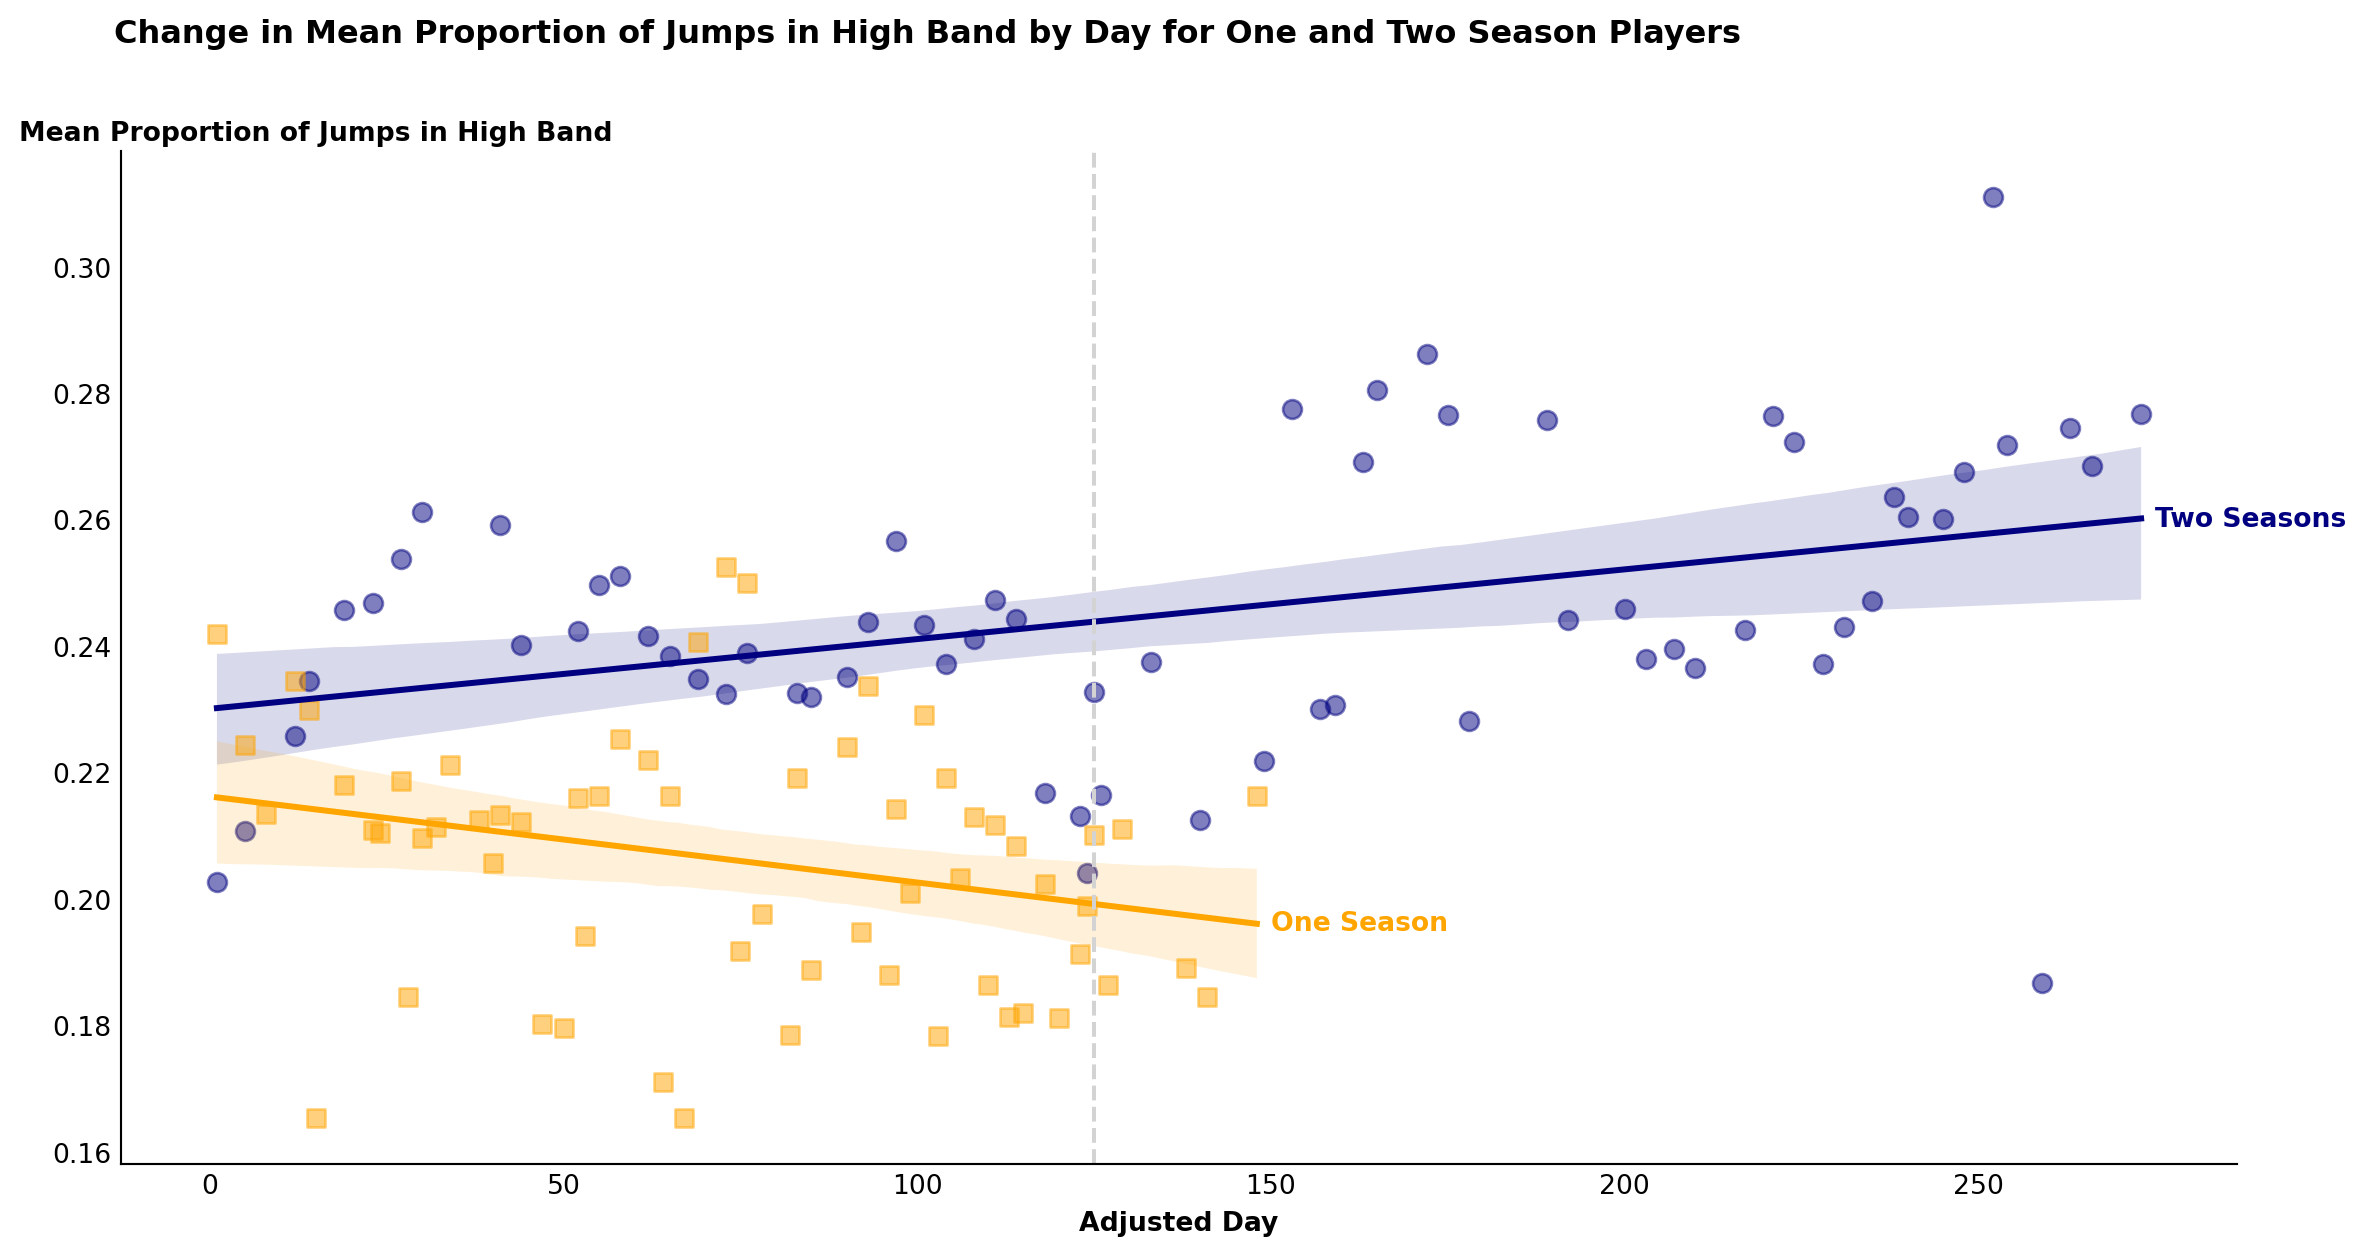 Change in Mean Proportion of Jumps in High Band by Day for One and Two Season Players
Mean Proportion of Jumps in High Band
0.30
0.28
0.26
Two Seasons
0.24
0.22
0.20
One Season
0.18
0.16
0 50 100 150 200 250
Adjusted Day